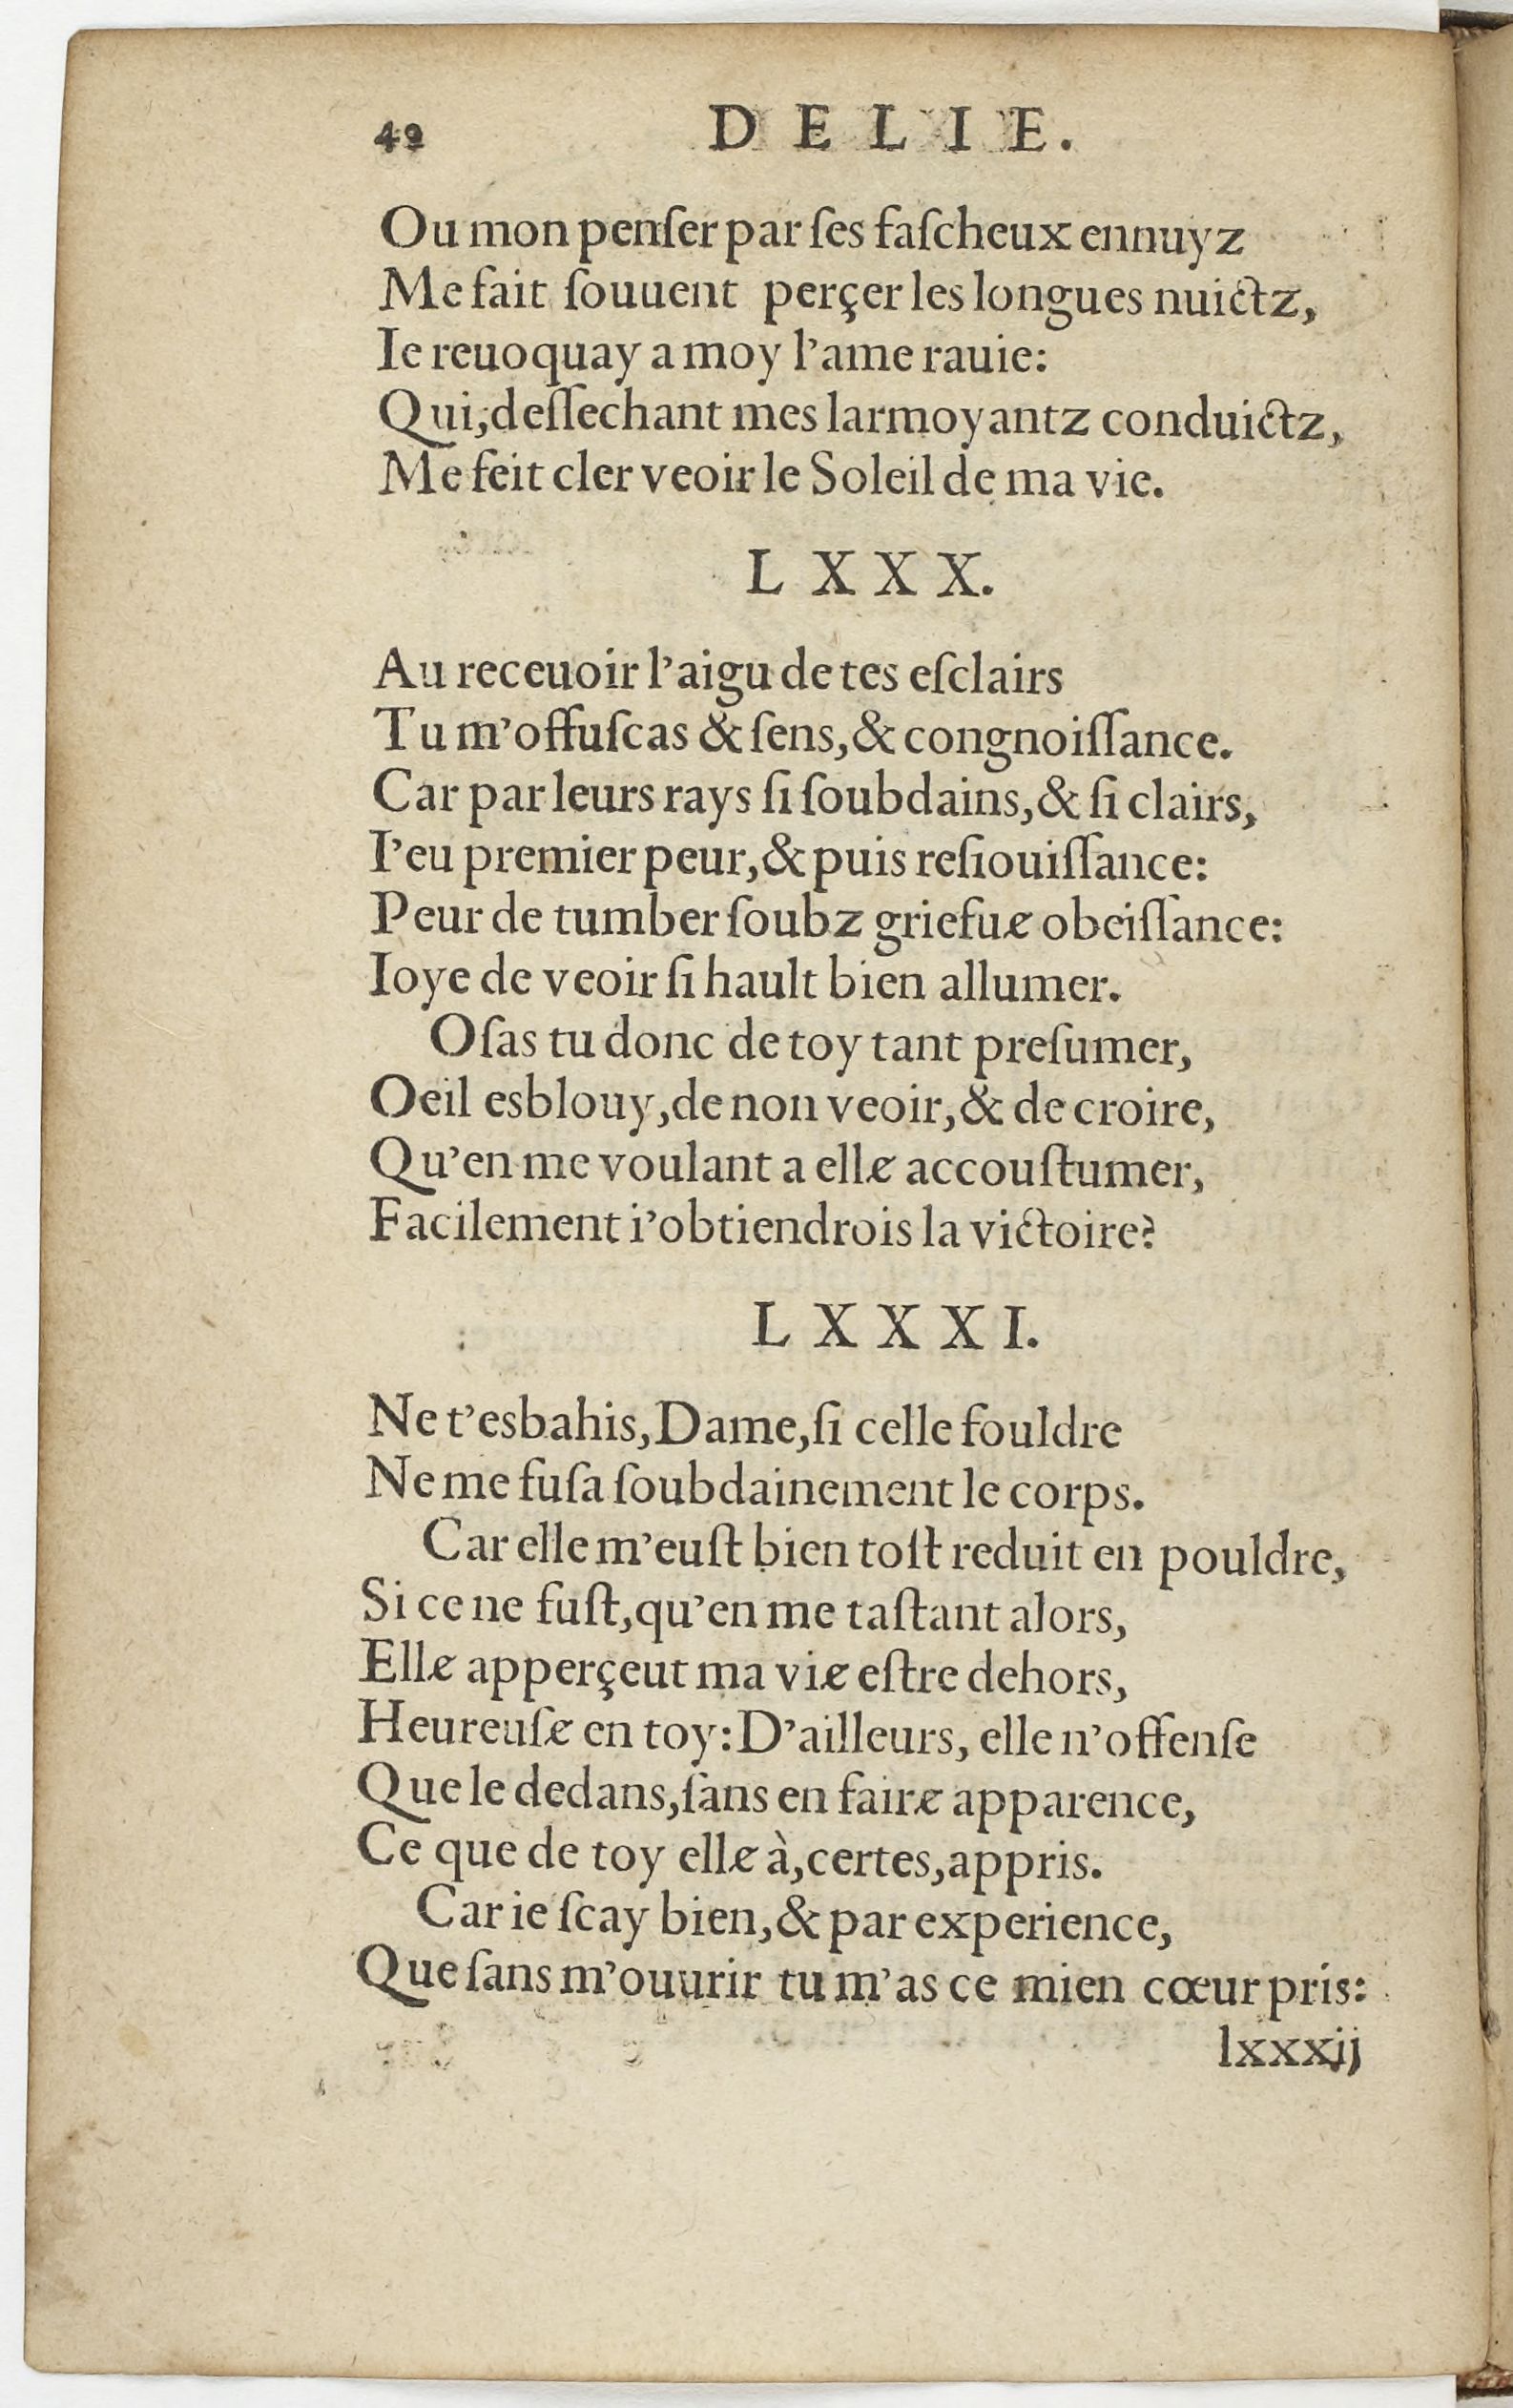 42 DELIE.
Ou mon penſer par ſes faſcheux ennuyz
Me fait ſouuent perçer les longues nuictz,
Ie reuoquay a moy l'ame rauie:
Qui, deſſechant mes larmoyantz conduictz,
Me feit cler veoir le Soleil de ma vie.
LXXX.
Au receuoir l'aigu de tes eſclairs
Tu m'offuſcas & ſens, & congnoiſſance.
Car par leurs rays ſi ſoubdains, & ſi clairs,
I'eu premier peur, & puis reſiouiſſance:
Peur de tumber ſoubz griefue obeiſſance:
Ioye de veoir ſi hault bien allumer.
Oſas tu donc de toy tant preſumer,
Oeil esblouy, de non veoir, & de croire,
Qu'en me voulant a elle accouſtumer,
Facilement i'obtiendrois la victoire?
LXXXI.
Ne t'esbahis, Dame, ſi celle fouldre
Ne me fuſa ſoubdainement le corps.
Car elle m'euſt bien toſt reduit en pouldre,
Si ce ne fuſt, qu'en me taſtant alors,
Elle apperçeut ma vie eſtre dehors,
Heureuſe en toy: D'ailleurs, elle n'offenſe
Que le dedans, ſans en faire apparence,
Ce que de toy elle à, certes, appris.
Car ie ſcay bien, & par experience,
Que ſans m'ouurir tu m'as ce mien cœur pris:
lxxxij